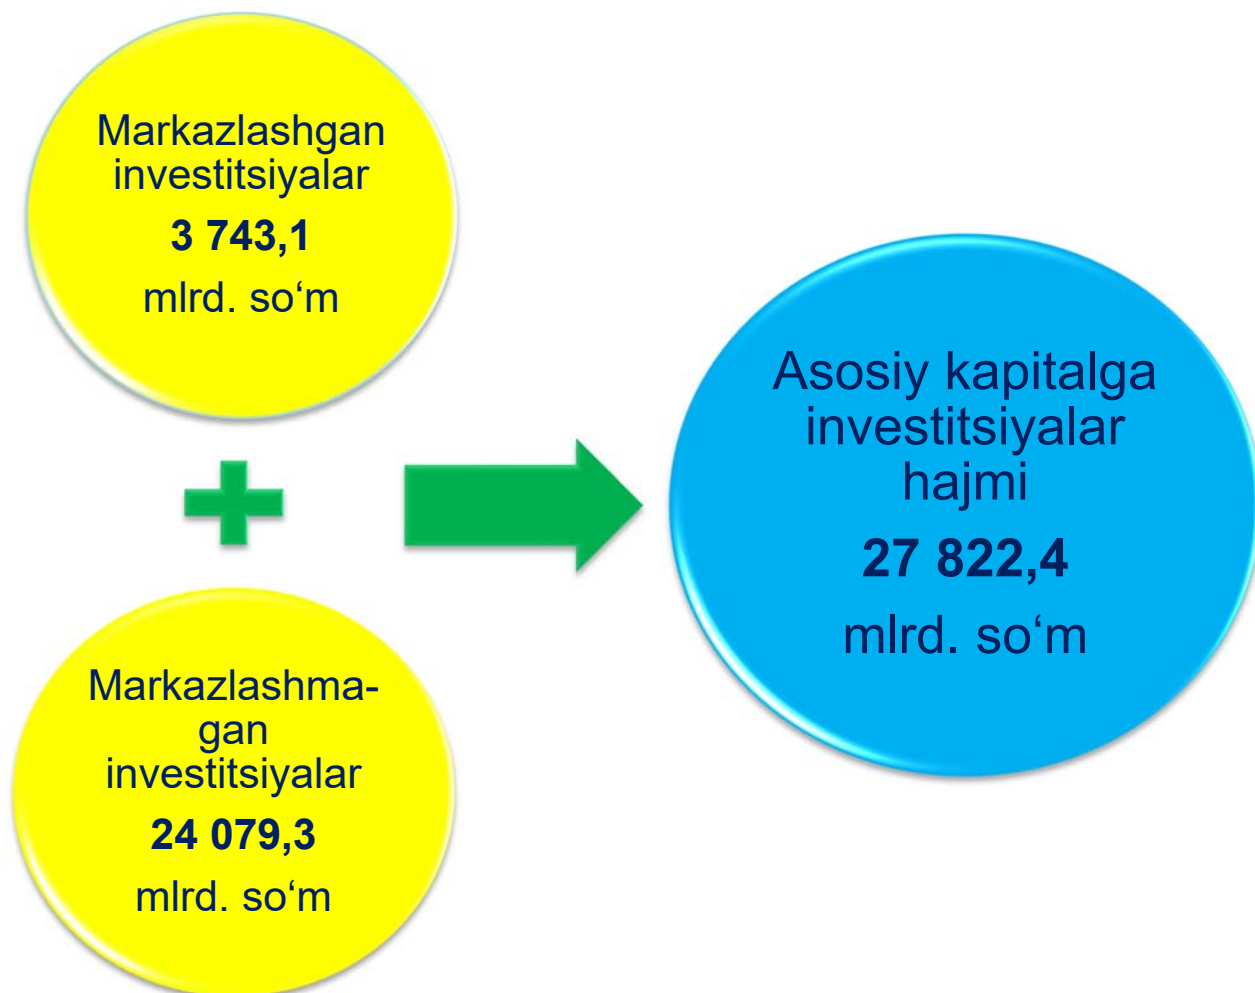 Markazlashgan
investitsiyalar
3 743,1
mlrd. so‘m
Markazlashma-
gan
investitsiyalar
24 079,3
mlrd. so‘m
Asosiy kapitalga
investitsiyalar
hajmi
27 822,4
mlrd. so‘m